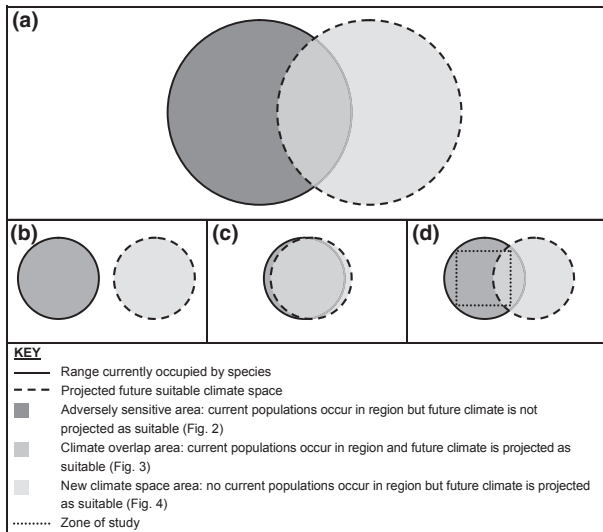 (a)
(b)
(c)
(d)
KEY
Range currently occupied by species
Projected future suitable climate space
Adversely sensitive area: current populations occur in region but future climate is not
projected as suitable (Fig. 2)
Climate overlap area: current populations occur in region and future climate is projected as
suitable (Fig. 3)
New climate space area: no current populations occur in region but future climate is projected
as suitable (Fig. 4)
Zone of study